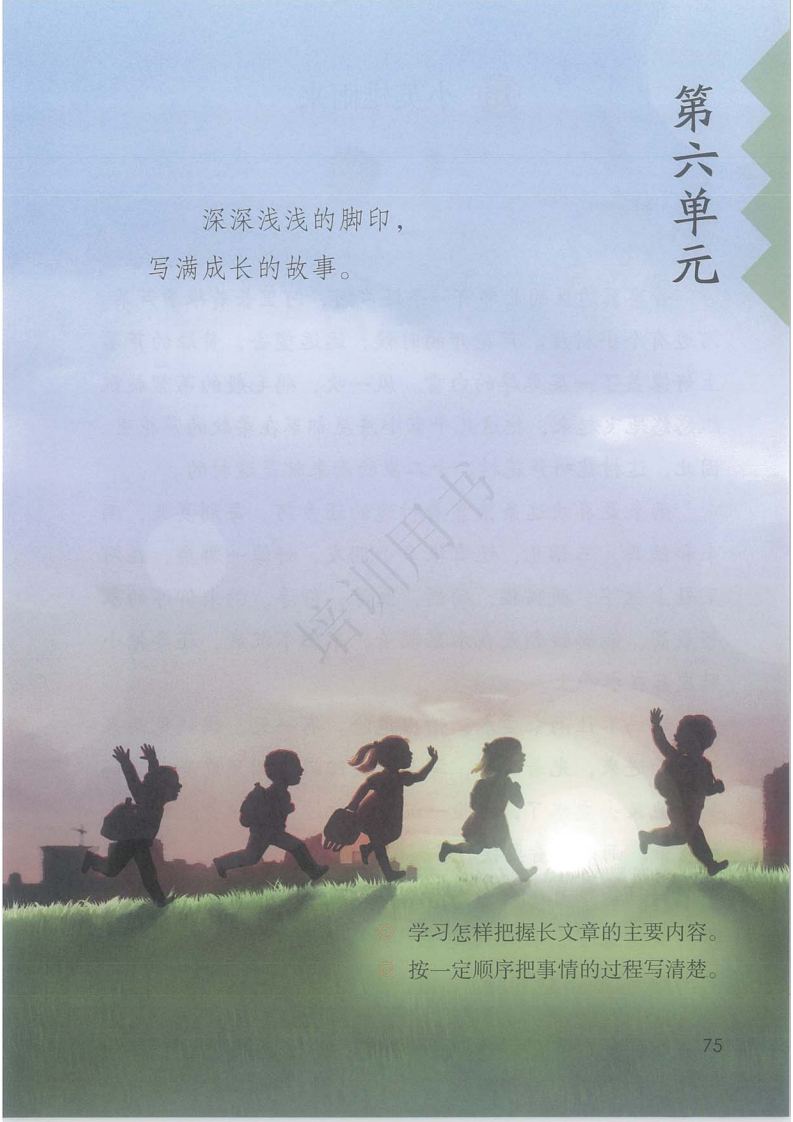 第六单元
深深浅浅的脚印，
写满成长的故事。
培训用书
学习怎样把握长文章的主要内容。
按一定顺序把事情的过程写清楚。
75